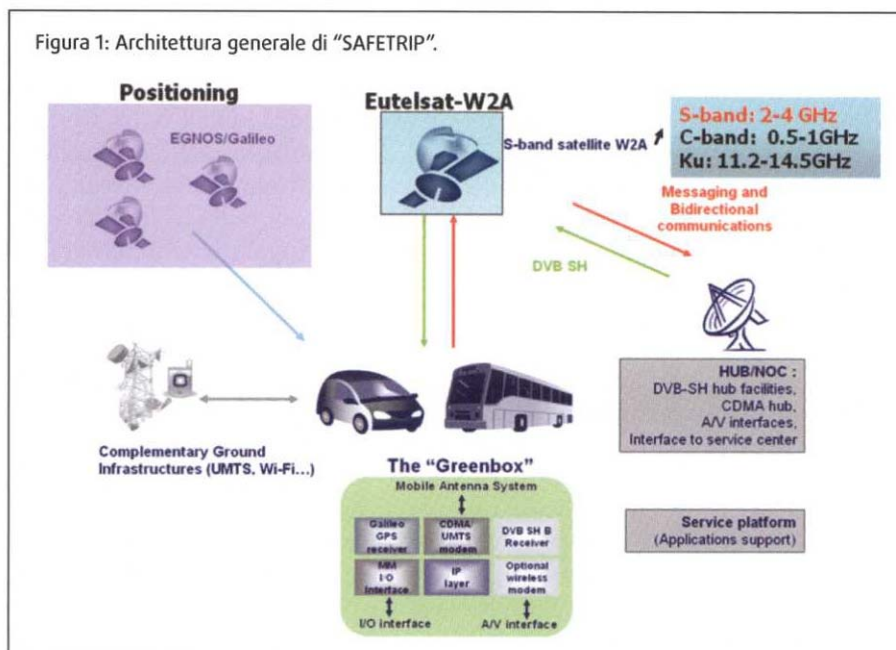 Figura 1: Architettura generale di "SAFETRIP".
Positioning
EGNOS/Galileo
Eutelsat-W2A
S-band satellite W2A
S-band: 2-4 GHz
C-band: 0.5-1GHz
Ku: 11.2-14.5GHz
Messaging and
Bidirectional
communications
DVB SH
HUB/NOC :
DVB-SH hub facilities,
CDMA hub,
A/V interfaces,
Interface to service center
Complementary Ground
Infrastructures (UMTS, Wi-Fi...)
The "Greenbox"
Mobile Antenna System
Galileo
GPS
receiver
CDMA/
UMTS
modem
DVB SH B
Receiver
MM
I/O
Interface
IP
layer
Optional
wireless
modem
I/O interface
A/V interface
Service platform
(Applications support)